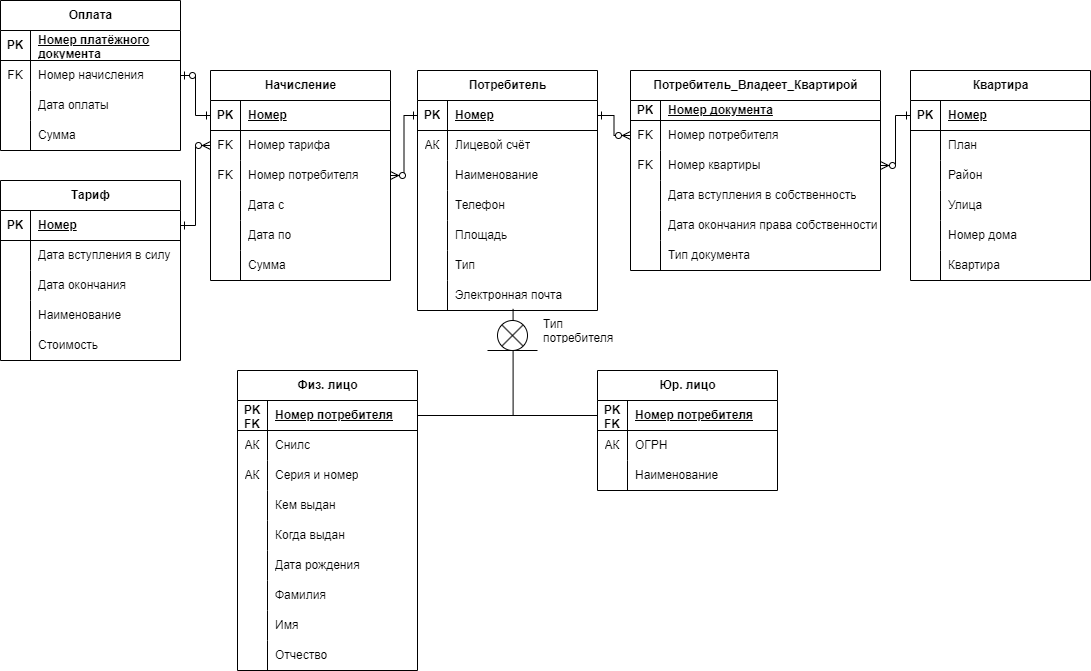 Оплата
PK Номер платёжного
документа
FK Номер начисления
Дата оплаты
Сумма
Тариф
PK Номер
Дата вступления в силу
Дата окончания
Наименование
Стоимость
Начисление
PK Номер
FK Номер тарифа
FK Номер потребителя
Дата с
Дата по
Сумма
Потребитель
PK Номер
АК Лицевой счёт
Наименование
Телефон
Площадь
Тип
Электронная почта
Потребитель_Владеет_Квартирой
PK Номер документа
FK Номер потребителя
FK Номер квартиры
Дата вступления в собственность
Дата окончания права собственности
Тип документа
Квартира
PK Номер
План
Район
Улица
Номер дома
Квартира
Тип
потребителя
Физ. лицо
PK
FK Номер потребителя
АК Снилс
АК Серия и номер
Кем выдан
Когда выдан
Дата рождения
Фамилия
Имя
Отчество
Юр. лицо
PK
FK Номер потребителя
АК ОГРН
Наименование